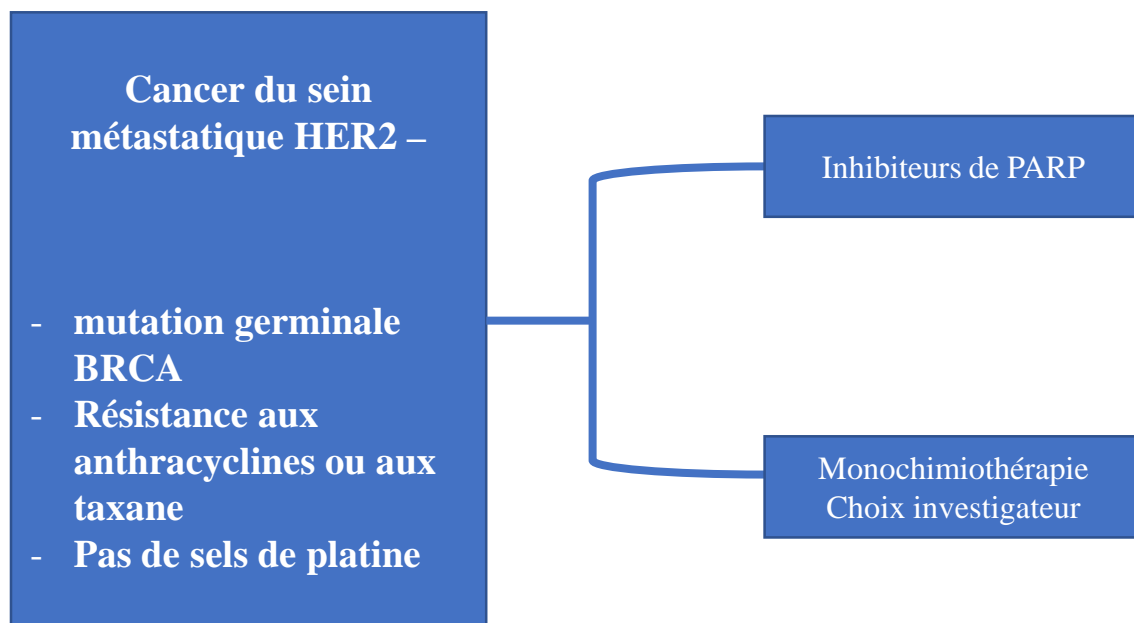 Cancer du sein
métastatique HER2 –
- mutation germinale
BRCA
- Résistance aux
anthracyclines ou aux
taxane
- Pas de sels de platine
Inhibiteurs de PARP
Monochimiothérapie
Choix investigateur